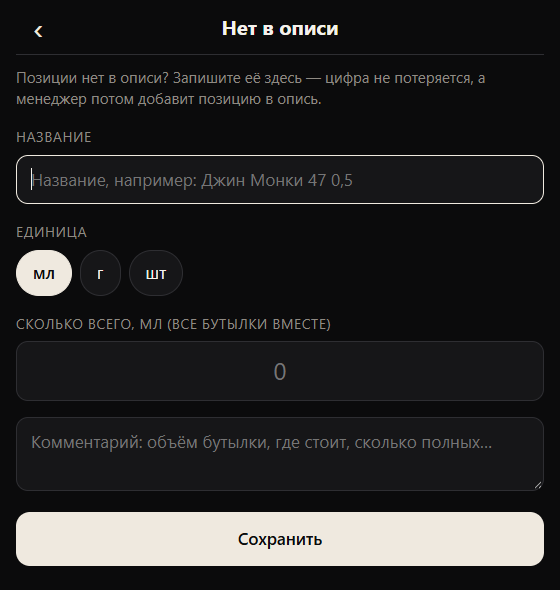 Нет в описи
Позиции нет в описи? Запишите её здесь — цифра не потеряется, а
менеджер потом добавит позицию в опись.
НАЗВАНИЕ
Название, например: Джин Монки 47 0,5
ЕДИНИЦА
мл г шт
СКОЛЬКО ВСЕГО, МЛ (ВСЕ БУТЫЛКИ ВМЕСТЕ)
0
Комментарий: объём бутылки, где стоит, сколько полных...
Сохранить